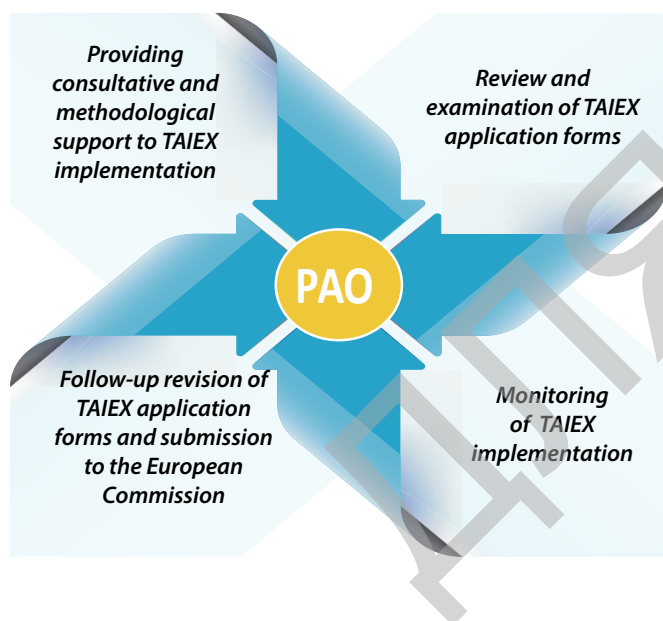 Providing
consultative and
methodological
support to TAIEX
implementation
Review and
examination of TAIEX
application forms
PAO
Follow-up revision of
TAIEX application
forms and submission
to the European
Commission
Monitoring
of TAIEX
implementation
ДЛЯ